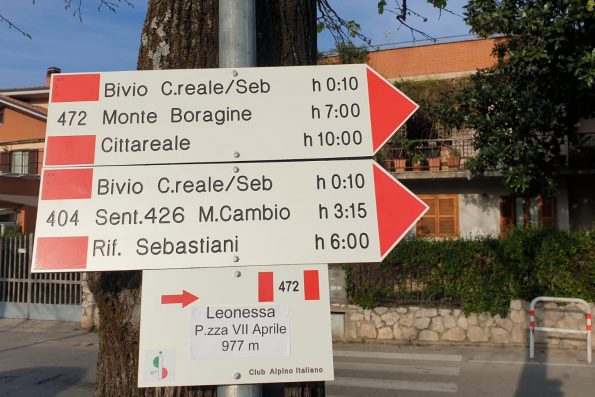 Bivio C.reale/Seb h 0:10
472 Monte Boragine h 7:00
Cittareale h 10:00
Bivio C.reale/Seb h 0:10
404 Sent.426 M.Cambio h 3:15
Rif. Sebastiani h 6:00
472
Leonessa
P.zza VII Aprile
977 m
Club Alpino Italiano